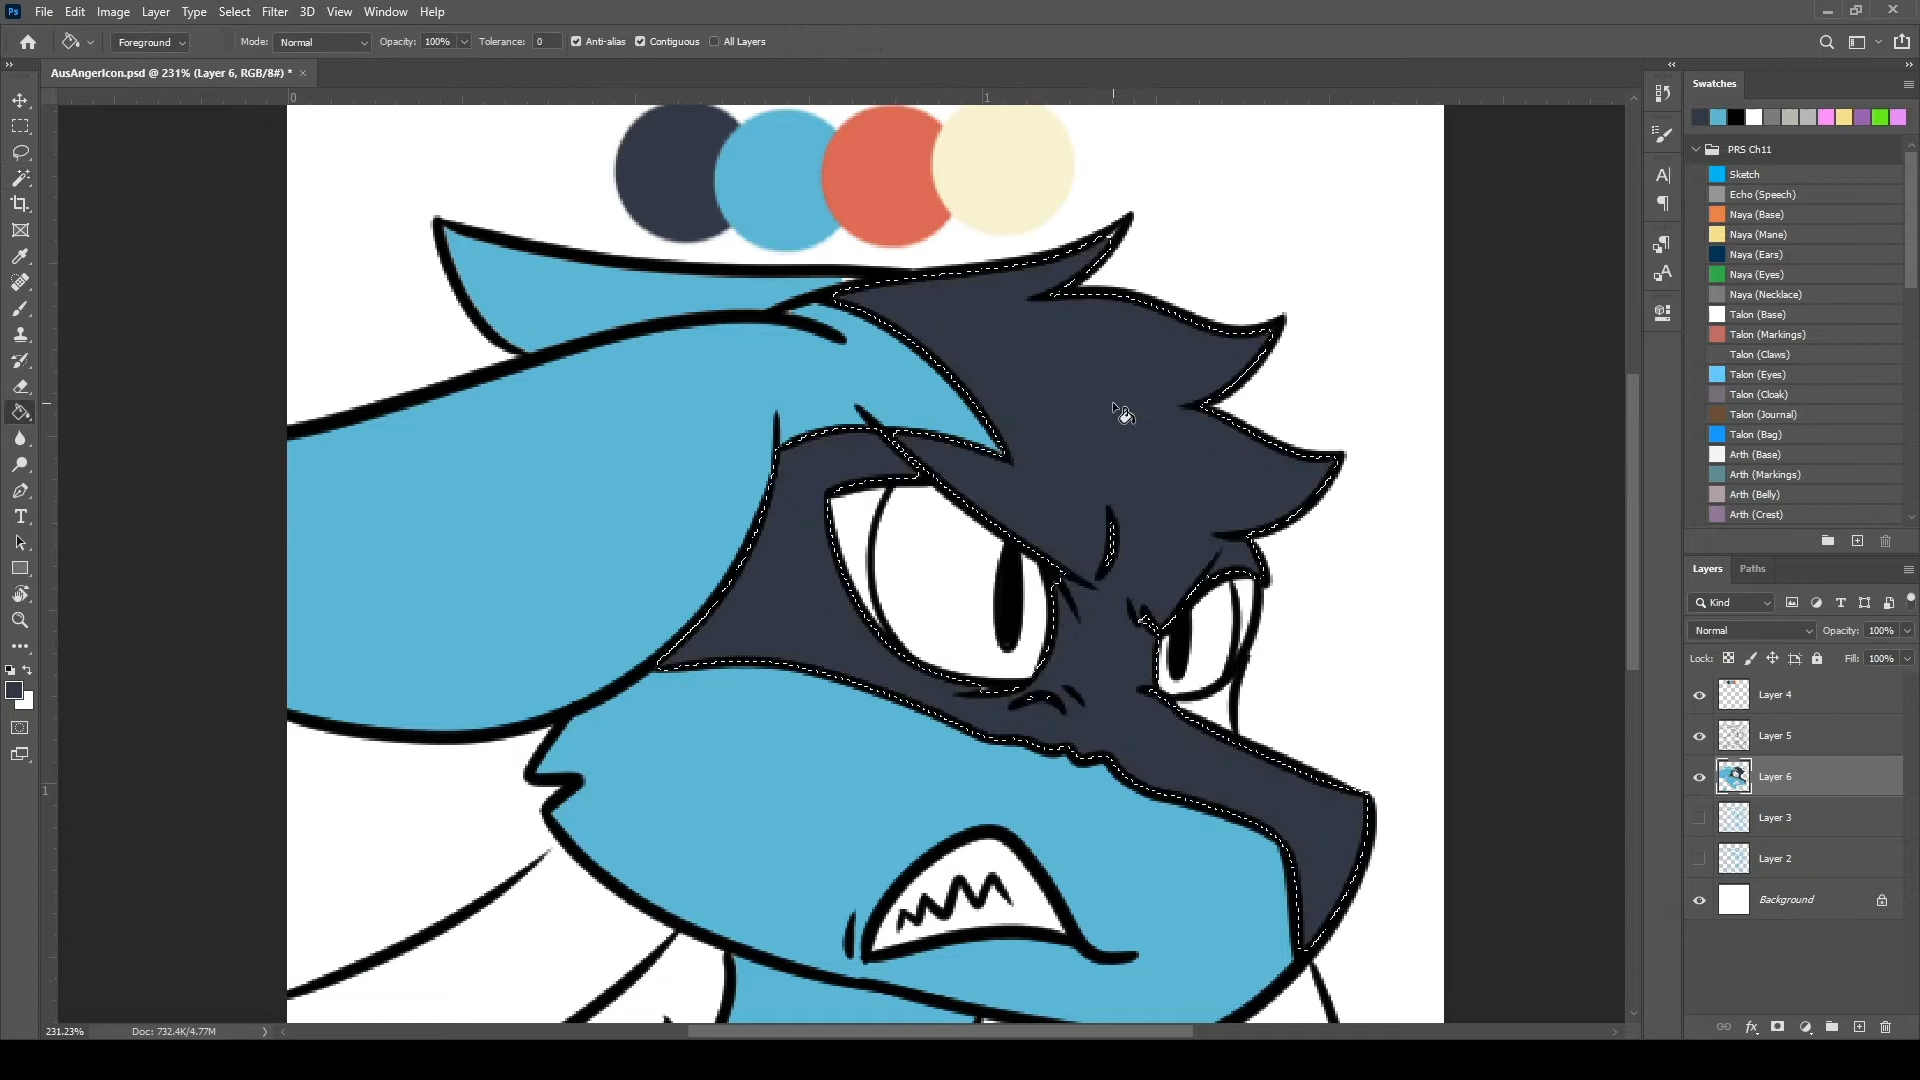 Ps File Edit Image Layer Type Select Filter 3D View Window Help
Foreground Mode: Normal Opacity: 100% Tolerance: 0 Anti-alias Contiguous All Layers
AusAngerIcon.psd @ 231% (Layer 6, RGB/8#) *
0 1
1
Swatches
PRS Ch11
Sketch
Echo (Speech)
Naya (Base)
Naya (Mane)
Naya (Ears)
Naya (Eyes)
Naya (Necklace)
Talon (Base)
Talon (Markings)
Talon (Claws)
Talon (Eyes)
Talon (Cloak)
Talon (Journal)
Talon (Bag)
Arth (Base)
Arth (Markings)
Arth (Belly)
Arth (Crest)
Layers Paths
Kind
Normal Opacity: 100%
Lock: Fill: 100%
Layer 4
Layer 5
Layer 6
Layer 3
Layer 2
Background
231.23% Doc: 732.4K/4.77M